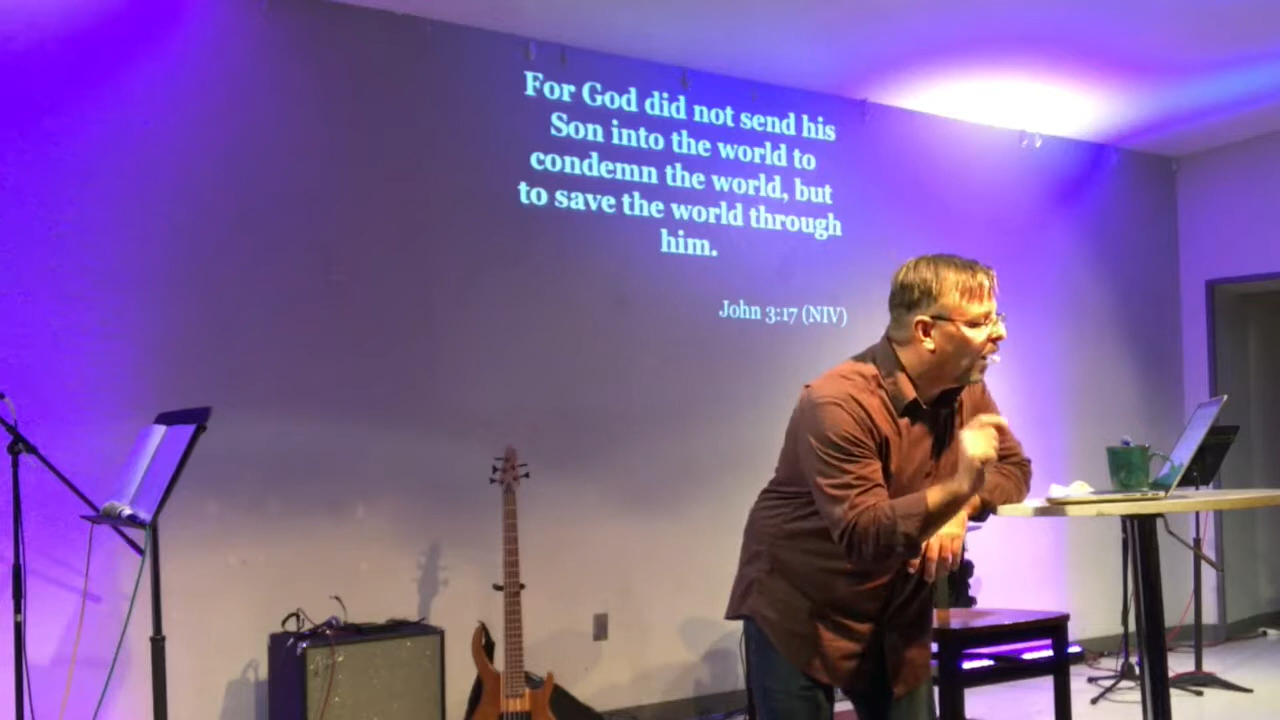 For God did not send his
Son into the world to
condemn the world, but
to save the world through
him.
John 3:17 (NIV)